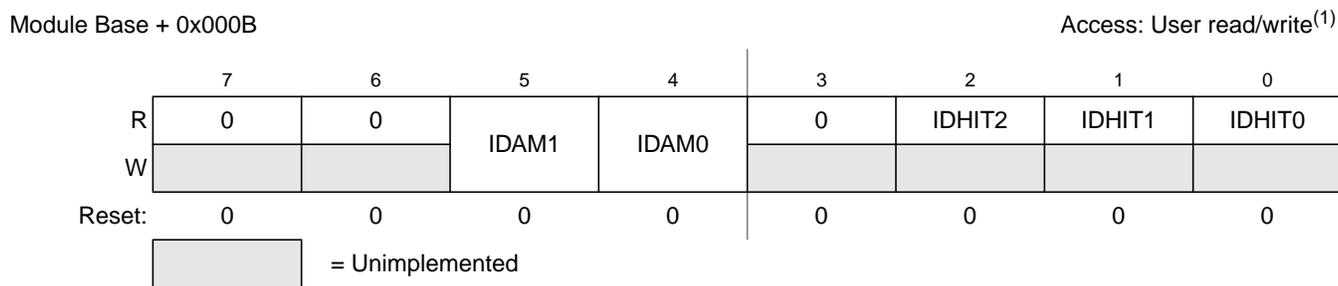 Module Base + 0x000B Access: User read/write(1)
7 6 5 4 3 2 1 0
R 0 0 IDAM1 IDAM0 0 IDHIT2 IDHIT1 IDHIT0
W
Reset: 0 0 0 0 0 0 0 0
= Unimplemented